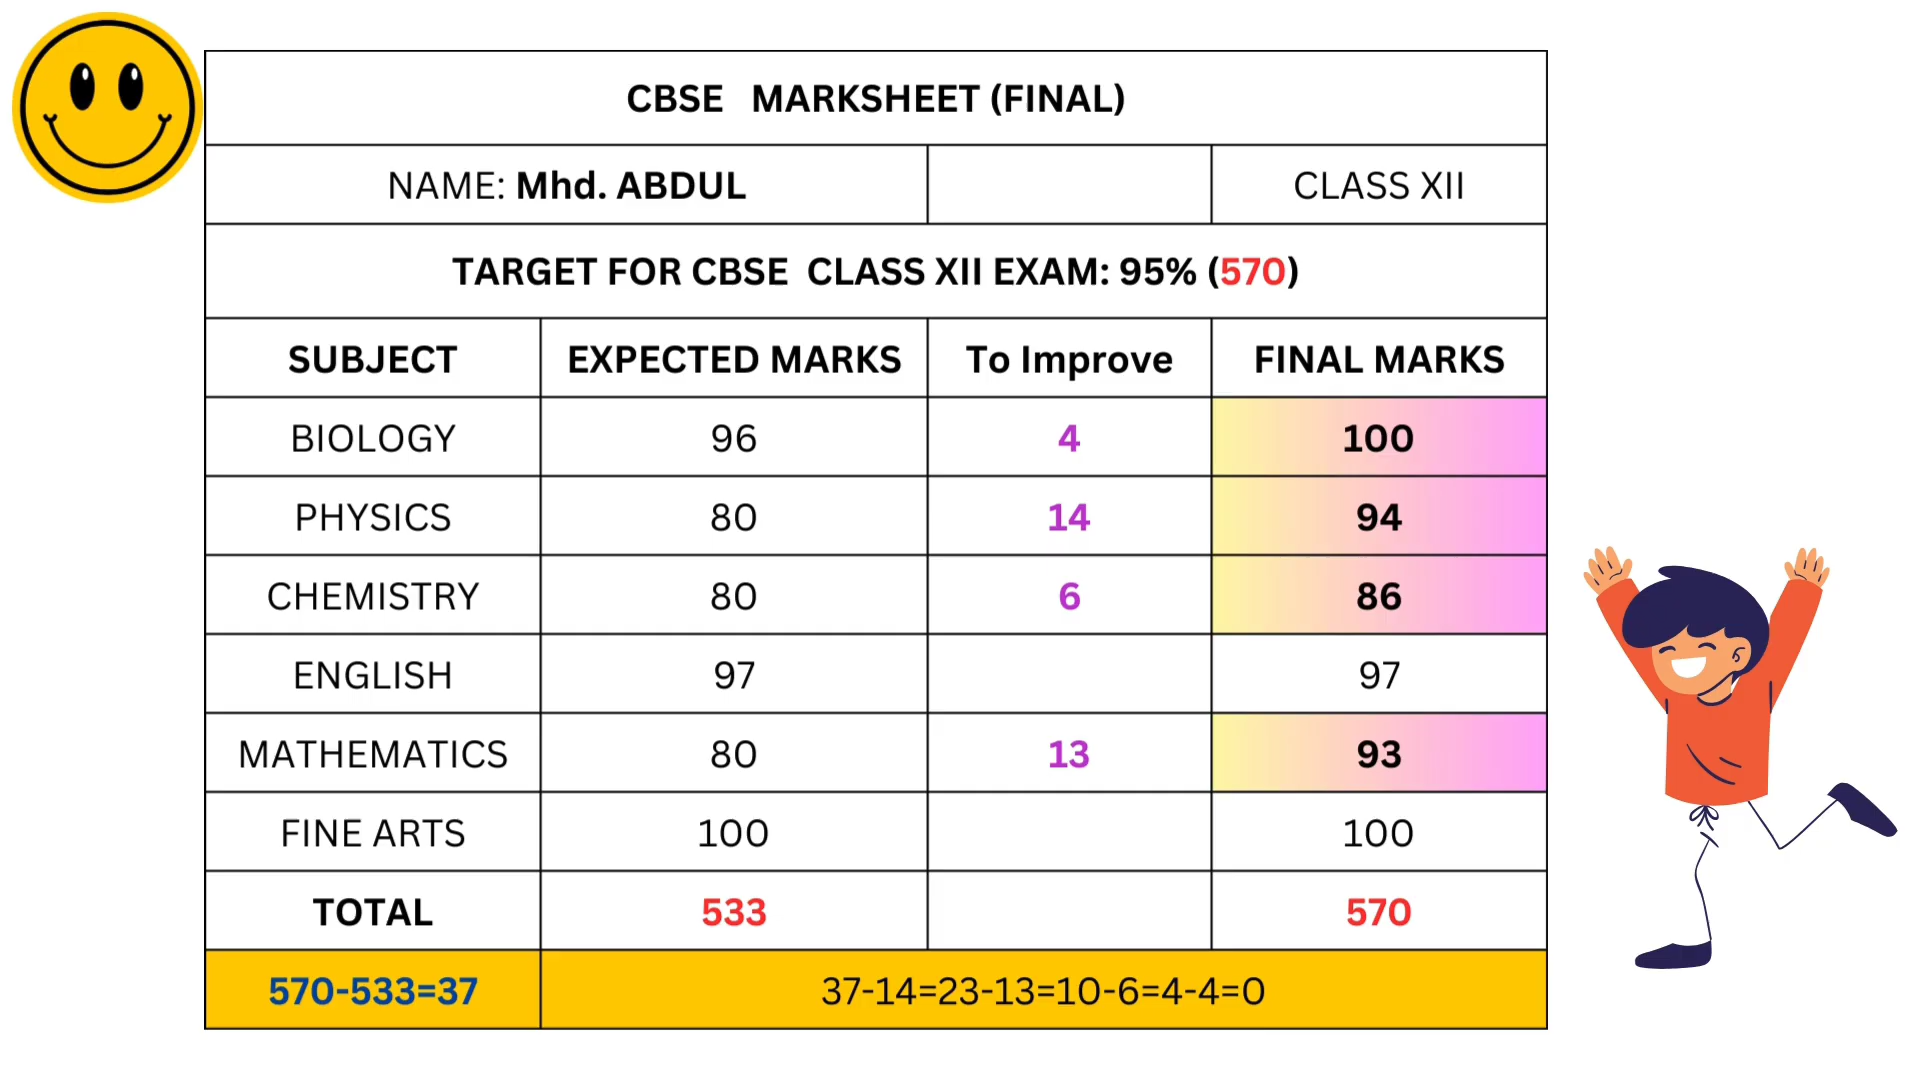 CBSE MARKSHEET (FINAL)
NAME: Mhd. ABDUL CLASS XII
TARGET FOR CBSE CLASS XII EXAM: 95% (570)
SUBJECT EXPECTED MARKS To Improve FINAL MARKS
BIOLOGY 96 4 100
PHYSICS 80 14 94
CHEMISTRY 80 6 86
ENGLISH 97 97
MATHEMATICS 80 13 93
FINE ARTS 100 100
TOTAL 533 570
570-533=37 37-14=23-13=10-6=4-4=0